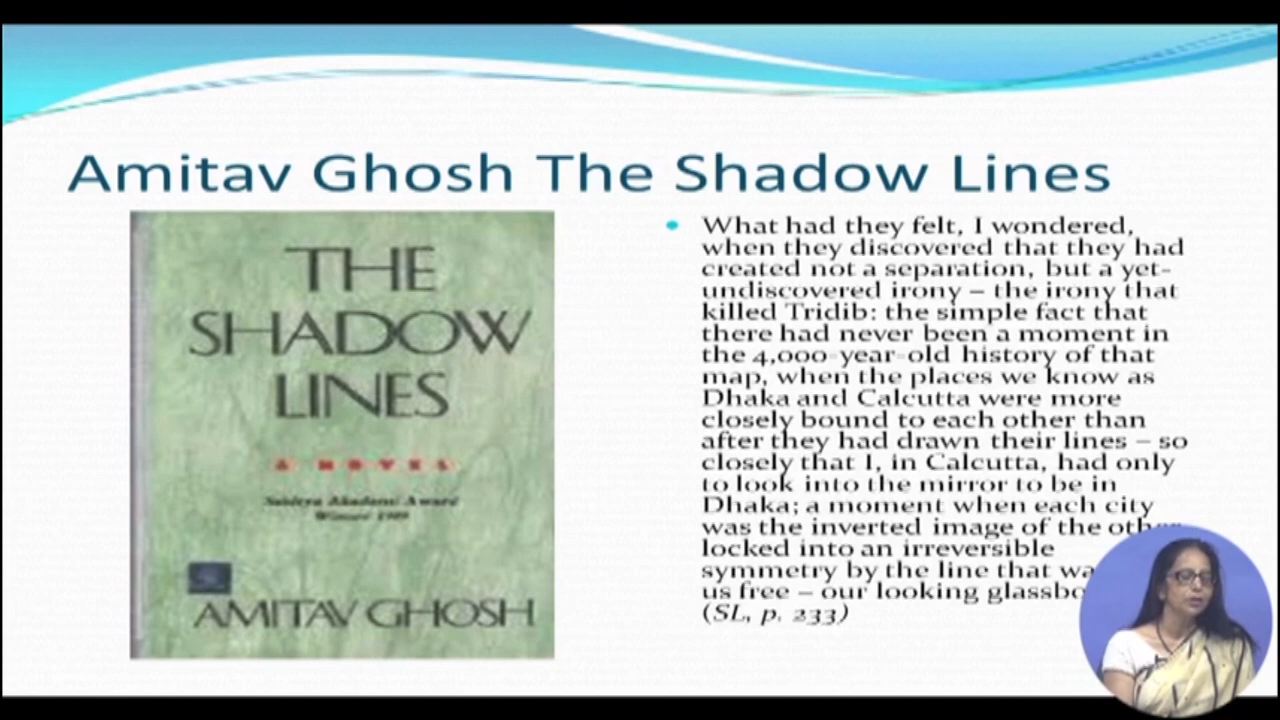 Amitav Ghosh The Shadow Lines
THE
SHADOW
LINES
A NOVEL
Sahitya Akademi Award
Winner 1989
AMITAV GHOSH
What had they felt, I wondered,
when they discovered that they had
created not a separation, but a yet-
undiscovered irony – the irony that
killed Tridib: the simple fact that
there had never been a moment in
the 4,000-year-old history of that
map, when the places we know as
Dhaka and Calcutta were more
closely bound to each other than
after they had drawn their lines – so
closely that I, in Calcutta, had only
to look into the mirror to be in
Dhaka; a moment when each city
was the inverted image of the
locked into an irreversible
symmetry by the line that
us free – our looking
(SL, p. 233)